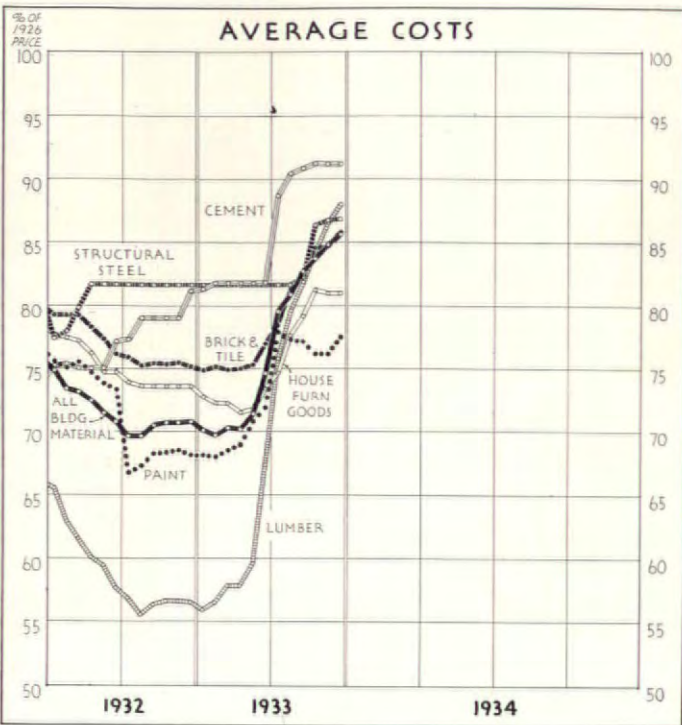 % OF
1926
PRICE
AVERAGE COSTS
100
100
95
95
90
90
CEMENT
85
85
STRUCTURAL
STEEL
80
80
BRICK &
TILE
75
75
ALL
BLDG
MATERIAL
HOUSE
FURN
GOODS
70
70
PAINT
65
65
LUMBER
60
60
55
55
50
50
1932
1933
1934